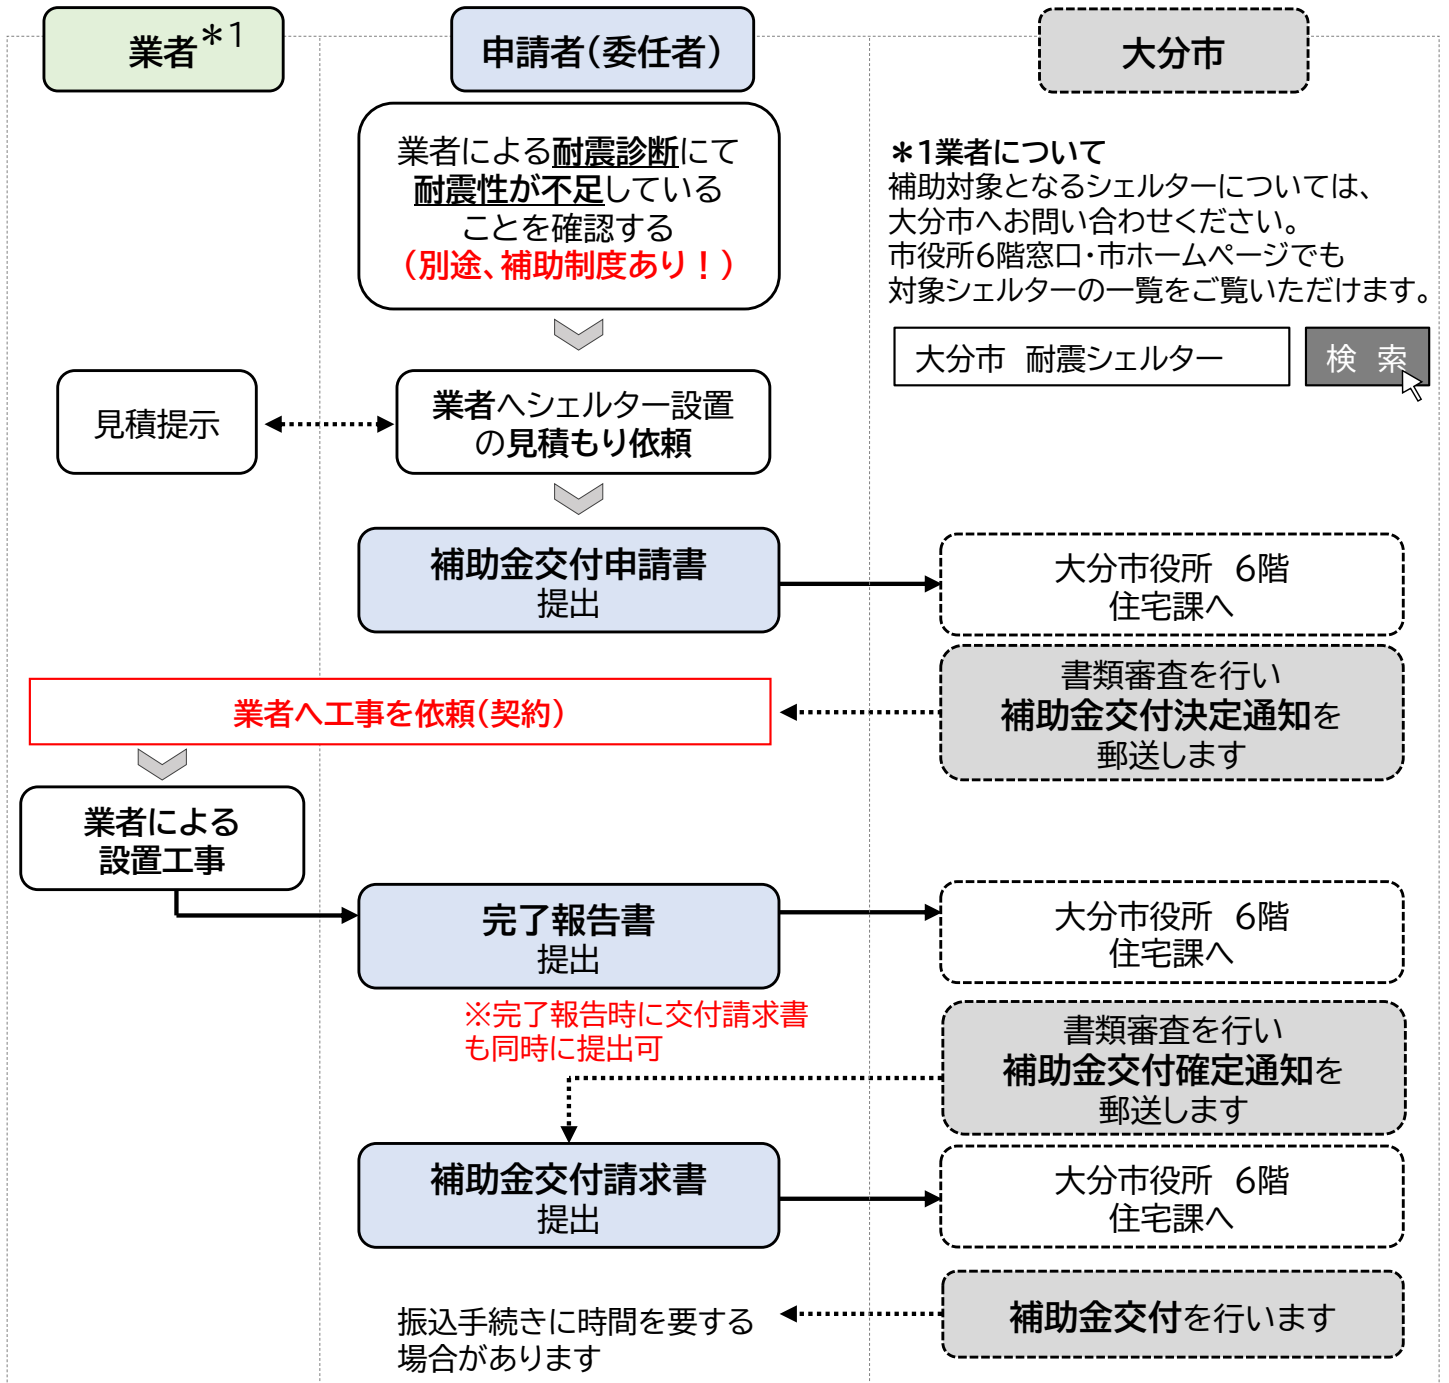 業者＊1
申請者（委任者）
大分市
業者による耐震診断にて
耐震性が不足している
ことを確認する
（別途、補助制度あり！）
＊1業者について
補助対象となるシェルターについては、
大分市へお問い合わせください。
市役所6階窓口・市ホームページでも
対象シェルターの一覧をご覧いただけます。
大分市　耐震シェルター
検　索
見積提示
業者へシェルター設置
の見積もり依頼
補助金交付申請書
提出
大分市役所　6階
住宅課へ
書類審査を行い
補助金交付決定通知を
郵送します
業者へ工事を依頼（契約）
業者による
設置工事
完了報告書
提出
大分市役所　6階
住宅課へ
※完了報告時に交付請求書
も同時に提出可
書類審査を行い
補助金交付確定通知を
郵送します
補助金交付請求書
提出
大分市役所　6階
住宅課へ
補助金交付を行います
振込手続きに時間を要する
場合があります